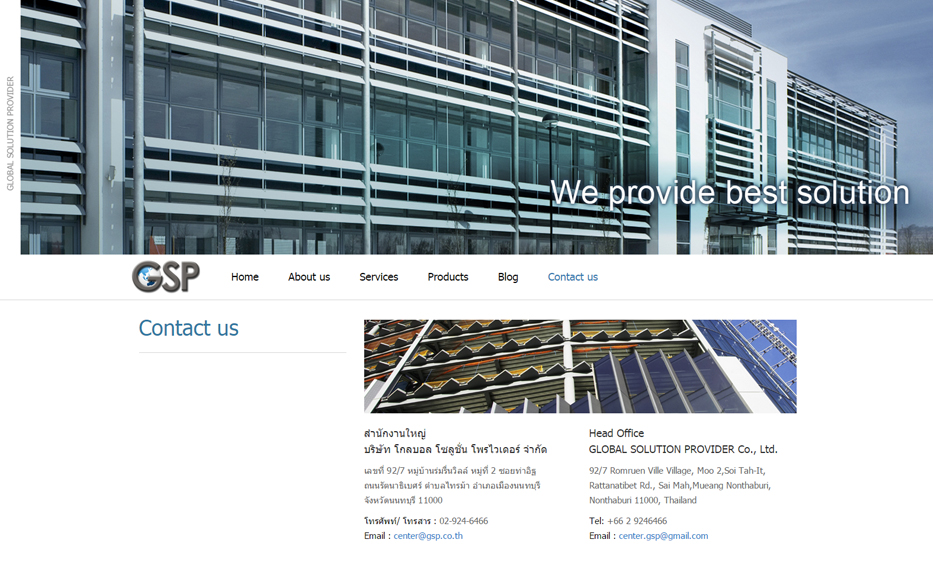 GLOBAL SOLUTION PROVIDER
We provide best solution
GSP
Home
About us
Services
Products
Blog
Contact us
Contact us
สำนักงานใหญ่
บริษัท โกลบอล โซลูชั่น โพรไวเดอร์ จำกัด
เลขที่ 92/7 หมู่บ้านร่มรื่นวิลล์ หมู่ที่ 2 ซอยท่าอิฐ
ถนนรัตนาธิเบศร์ ตำบลไทรม้า อำเภอเมืองนนทบุรี
จังหวัดนนทบุรี 11000
โทรศัพท์/ โทรสาร : 02-924-6466
Email : center@gsp.co.th
Head Office
GLOBAL SOLUTION PROVIDER Co., Ltd.
92/7 Romruen Ville Village, Moo 2,Soi Tah-It,
Rattanatibet Rd., Sai Mah,Mueang Nonthaburi,
Nonthaburi 11000, Thailand
Tel: +66 2 9246466
Email : center.gsp@gmail.com